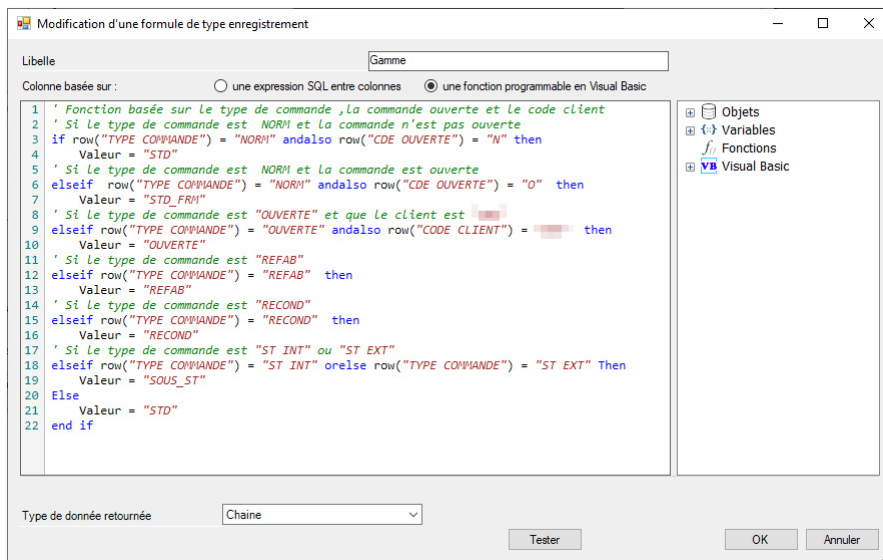 Modification d'une formule de type enregistrement
Libelle
Gamme
Colonne basée sur :
une expression SQL entre colonnes
une fonction programmable en Visual Basic
1 ' Fonction basée sur le type de commande ,la commande ouverte et le code client
2 ' Si le type de commande est  NORM et la commande n'est pas ouverte
3 if row("TYPE COMMANDE") = "NORM" andalso row("CDE OUVERTE") = "N" then
4     Valeur = "STD"
5 ' Si le type de commande est  NORM et la commande est ouverte
6 elseif  row("TYPE COMMANDE") = "NORM" andalso row("CDE OUVERTE") = "O"  then
7     Valeur = "STD_FRM"
8 ' Si le type de commande est "OUVERTE" et que le client est
9 elseif row("TYPE COMMANDE") = "OUVERTE" andalso row("CODE CLIENT") =  then
10     Valeur = "OUVERTE"
11 ' Si le type de commande est "REFAB"
12 elseif row("TYPE COMMANDE") = "REFAB"  then
13     Valeur = "REFAB"
14 ' Si le type de commande est "RECOND"
15 elseif row("TYPE COMMANDE") = "RECOND"  then
16     Valeur = "RECOND"
17 ' Si le type de commande est "ST INT" ou "ST EXT"
18 elseif row("TYPE COMMANDE") = "ST INT" orelse row("TYPE COMMANDE") = "ST EXT" Then
19     Valeur = "SOUS_ST"
20 Else
21     Valeur = "STD"
22 end if
Objets
Variables
Fonctions
VB Visual Basic
Type de donnée retournée
Chaine
Tester
OK
Annuler